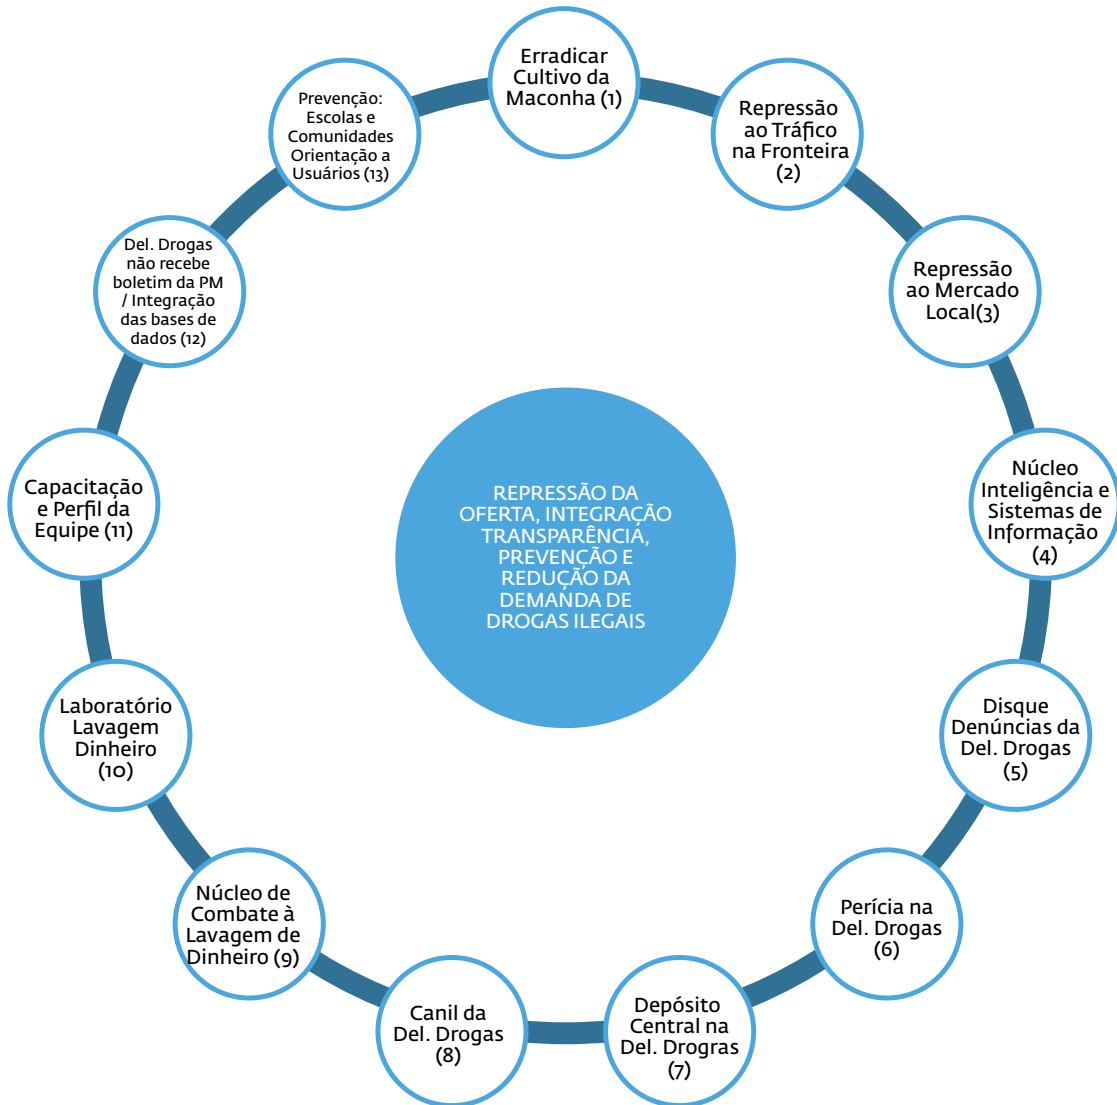 Erradicar
Cultivo da
Maconha (1)
Repressão
ao Tráfico
na Fronteira
(2)
Repressão
ao Mercado
Local(3)
Núcleo
Inteligência e
Sistemas de
Informação
(4)
Disque
Denúncias da
Del. Drogas
(5)
Perícia na
Del. Drogas
(6)
Depósito
Central na
Del. Drogras
(7)
Canil da
Del. Drogas
(8)
Núcleo de
Combate à
Lavagem de
Dinheiro (9)
Laboratório
Lavagem
Dinheiro
(10)
Capacitação
e Perfil da
Equipe (11)
Del. Drogas
não recebe
boletim da PM
/ Integração
das bases de
dados (12)
Prevenção:
Escolas e
Comunidades
Orientação a
Usuários (13)
REPRESSÃO DA
OFERTA, INTEGRAÇÃO
TRANSPARÊNCIA,
PREVENÇÃO E
REDUÇÃO DA
DEMANDA DE
DROGAS ILEGAIS